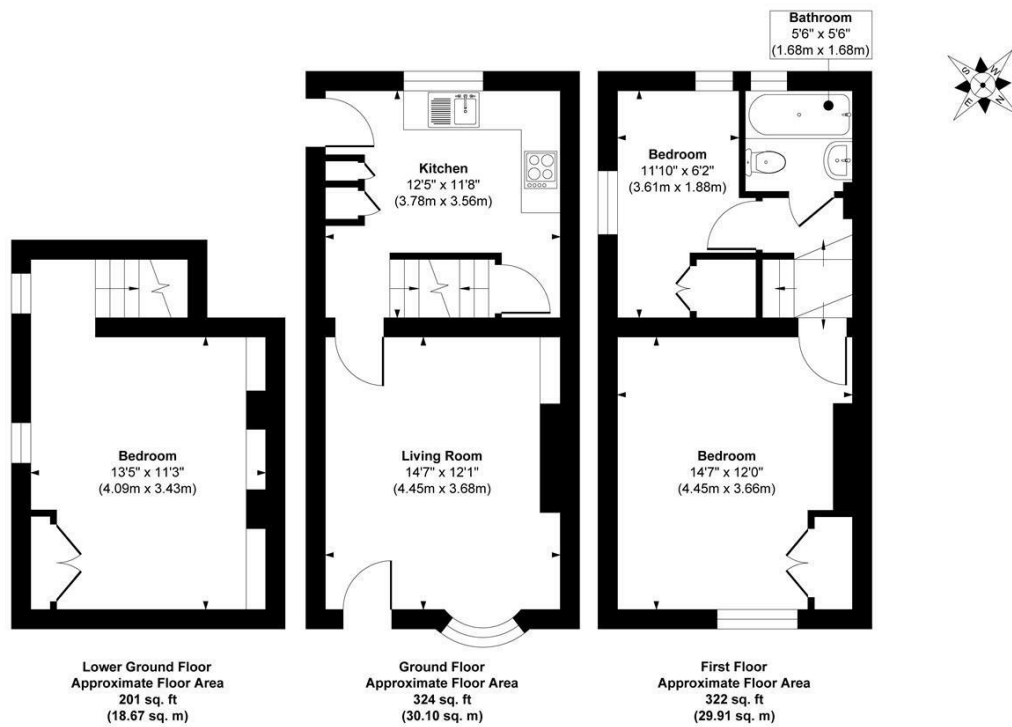 Bathroom
5'6" x 5'6"
(1.68m x 1.68m)
S
W
E
N
Kitchen
12'5" x 11'8"
(3.78m x 3.56m)
Bedroom
11'10" x 6'2"
(3.61m x 1.88m)
Bedroom
13'5" x 11'3"
(4.09m x 3.43m)
Living Room
14'7" x 12'1"
(4.45m x 3.68m)
Bedroom
14'7" x 12'0"
(4.45m x 3.66m)
Lower Ground Floor
Approximate Floor Area
201 sq. ft
(18.67 sq. m)
Ground Floor
Approximate Floor Area
324 sq. ft
(30.10 sq. m)
First Floor
Approximate Floor Area
322 sq. ft
(29.91 sq. m)